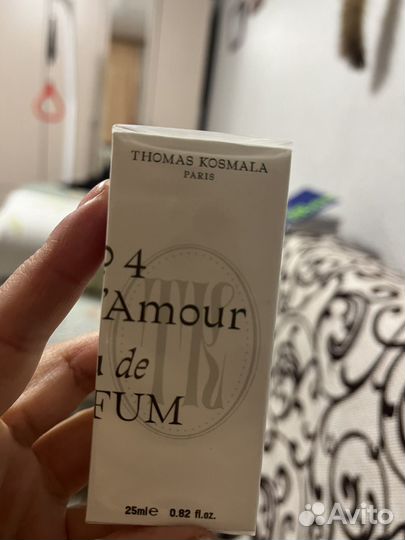 THOMAS KOSMALA
PARIS
º 4
'Amour
de
FUM
25ml℮ 0.82 fl.oz.
Avito